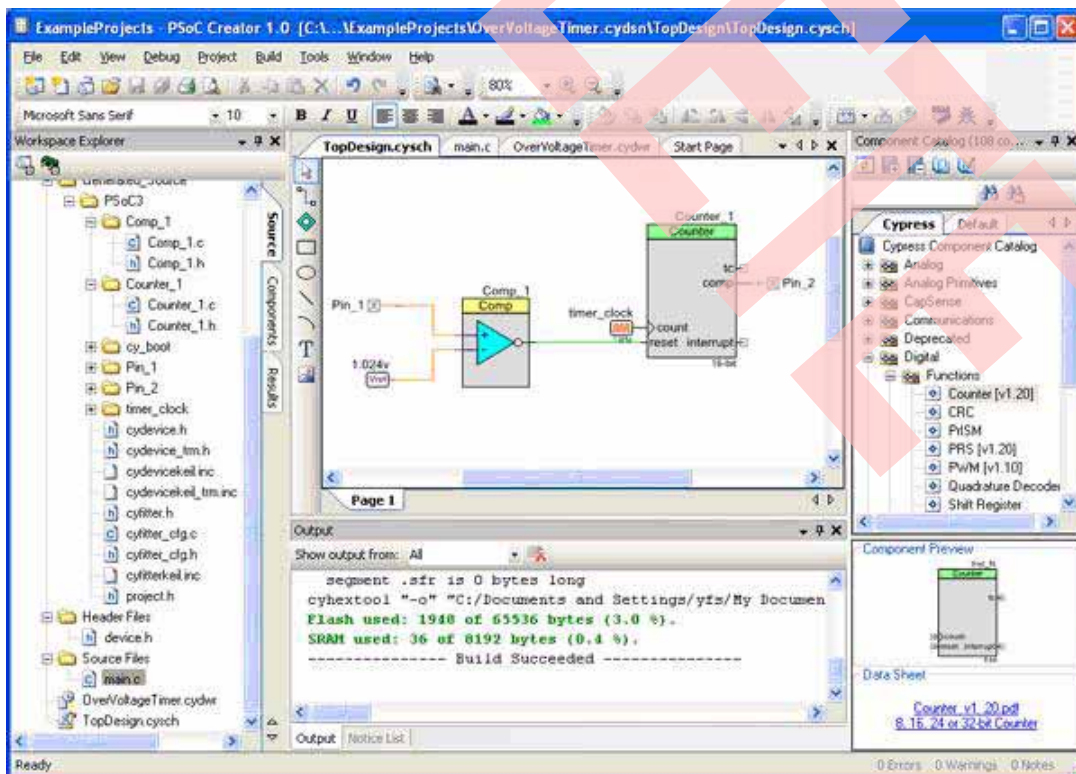 ExampleProjects - PSoC Creator 1.0 [C:\...\ExampleProjects\OverVoltageTimer.cydsn\TopDesign\TopDesign.cysch]
File Edit View Debug Project Build Tools Window Help
80%
Microsoft Sans Serif 10 B I U A
Workspace Explorer
Generated_Source
PSoC3
Comp_1
Comp_1.c
Comp_1.h
Counter_1
Counter_1.c
Counter_1.h
cy_boot
Pin_1
Pin_2
timer_clock
cydevice.h
cydevice_trm.h
cydevicekeil.inc
cydevicekeil_trm.inc
cyfitter.h
cyfitter_cfg.c
cyfitter_cfg.h
cyfitterkeil.inc
project.h
Header Files
device.h
Source Files
main.c
OverVoltageTimer.cydwr
TopDesign.cysch
Source
Components
Results
TopDesign.cysch main.c OverVoltageTimer.cydwr Start Page
T
Counter_1
Counter
tc
comp
Pin_2
Pin_1
Comp_1
Comp
timer_clock
count
reset interrupt
16-bit
1.024v
Vref
Page 1
Output
Show output from: All
segment .sfr is 0 bytes long
cyhextool "-o" "C:/Documents and Settings/yfs/My Documen
Flash used: 1940 of 65536 bytes (3.0 %).
SRAM used: 36 of 8192 bytes (0.4 %).
--------------- Build Succeeded ---------------
Output Notice List
Component Catalog (108 co...
Cypress Default
Cypress Component Catalog
Analog
Analog Primitives
CapSense
Communications
Deprecated
Digital
Functions
Counter [v1.20]
CRC
PrISM
PRS [v1.20]
PWM [v1.10]
Quadrature Decoder
Shift Register
Component Preview
Counter
Data Sheet
Counter_v1_20.pdf
8, 16, 24 or 32-bit Counter
Ready
0 Errors 0 Warnings 0 Notes